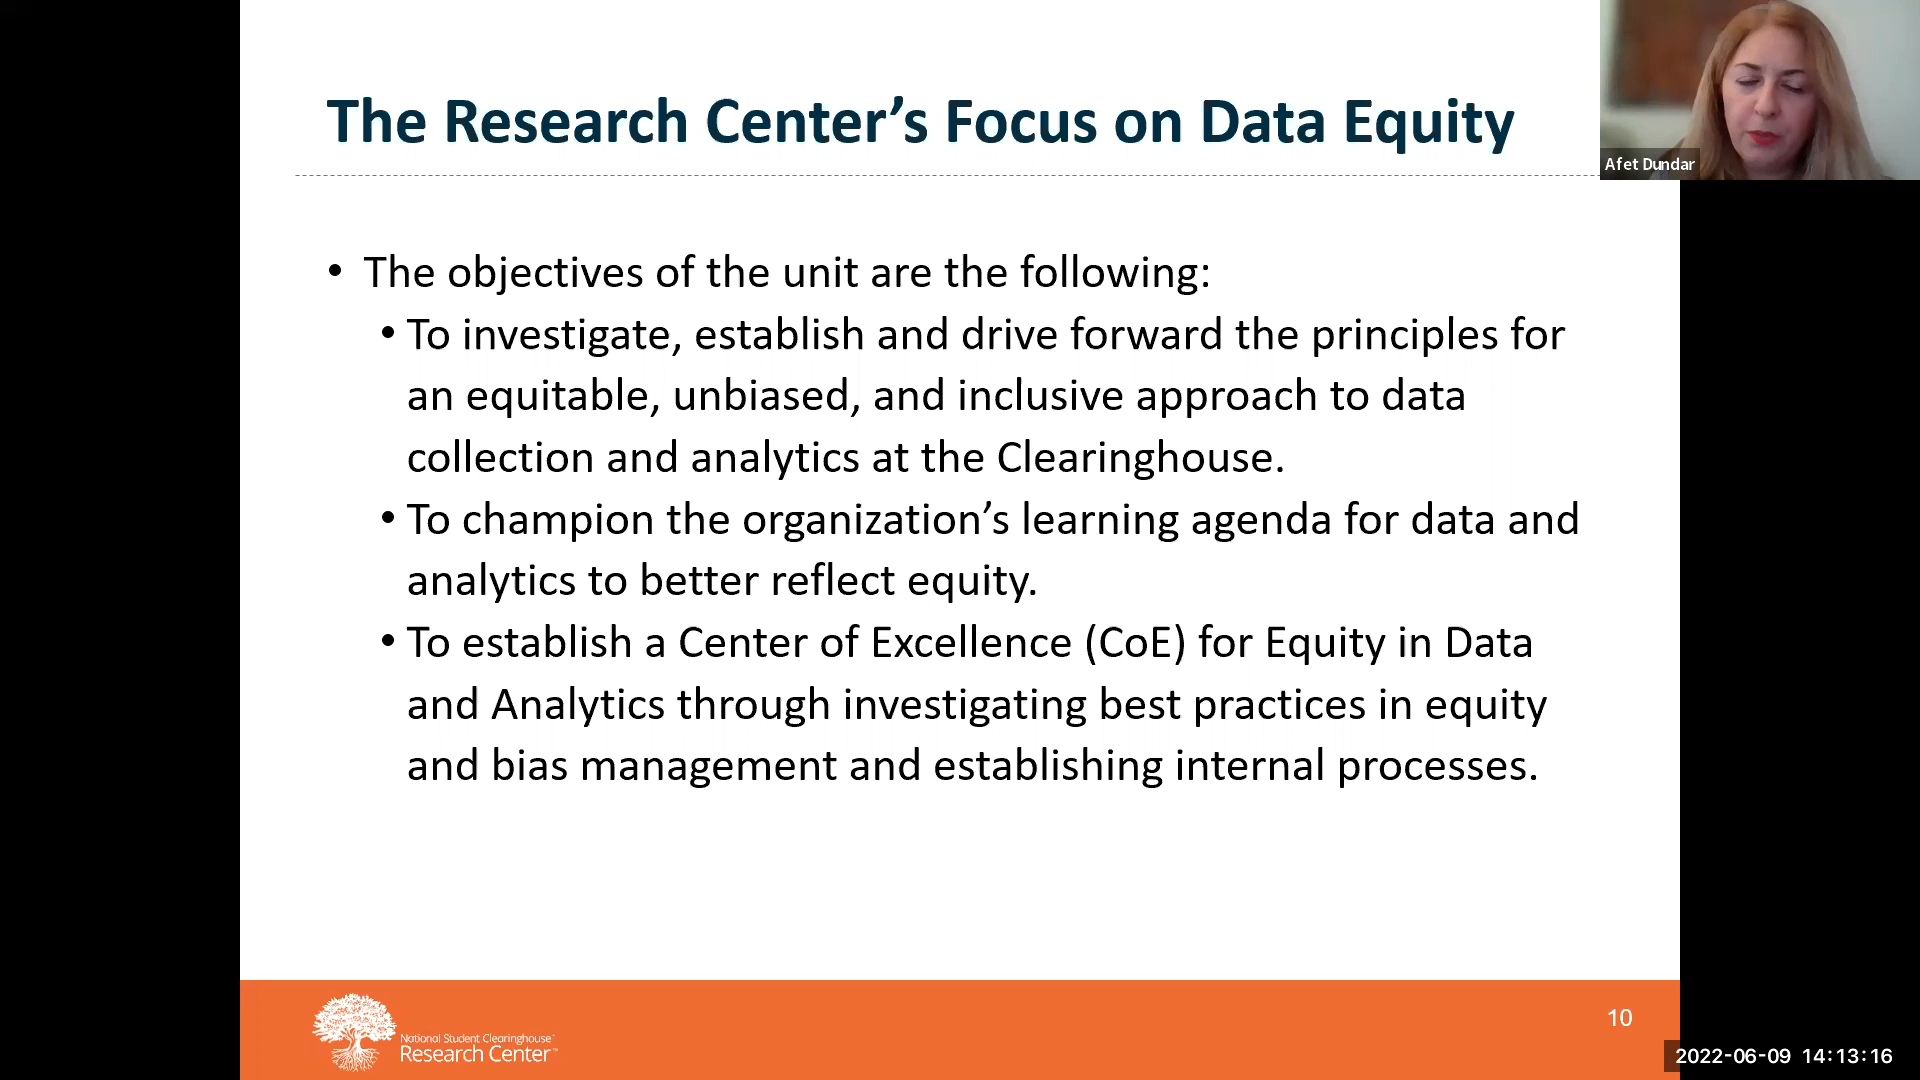 The Research Center’s Focus on Data Equity
Afet Dundar
• The objectives of the unit are the following:
• To investigate, establish and drive forward the principles for
an equitable, unbiased, and inclusive approach to data
collection and analytics at the Clearinghouse.
• To champion the organization’s learning agenda for data and
analytics to better reflect equity.
• To establish a Center of Excellence (CoE) for Equity in Data
and Analytics through investigating best practices in equity
and bias management and establishing internal processes.
National Student Clearinghouse™
Research Center™
10
2022-06-09 14:13:16